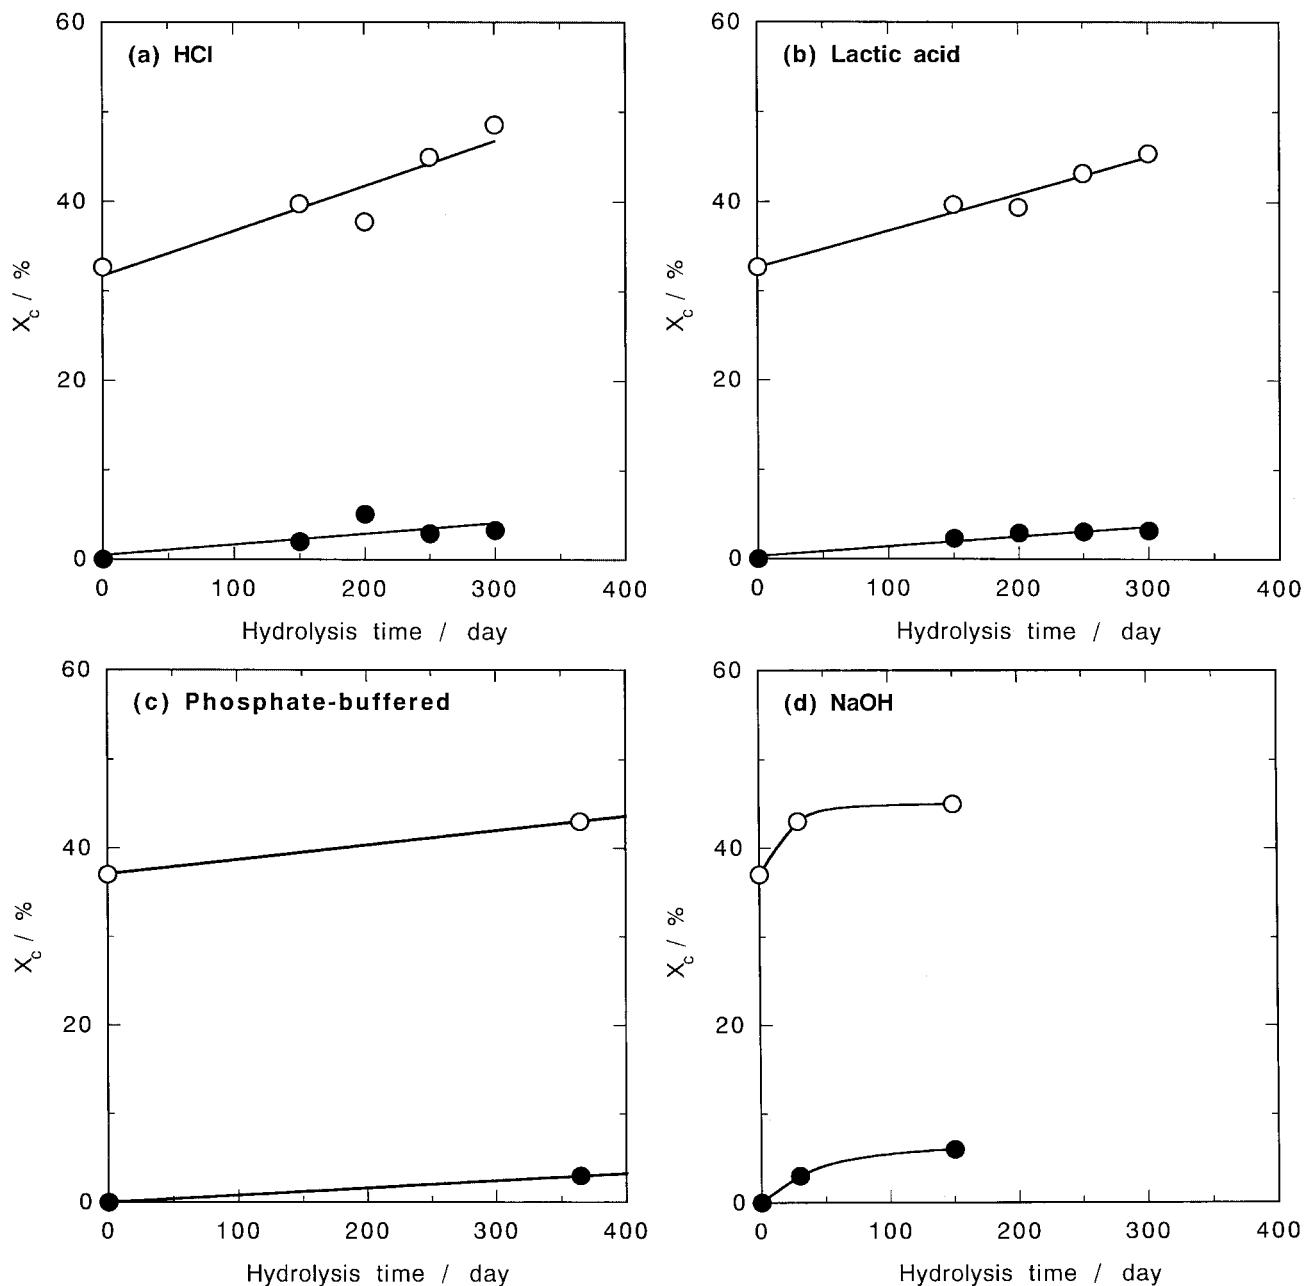 (a) HCl
60
40
20
0
X_c / %
0 100 200 300 400
Hydrolysis time / day
(b) Lactic acid
60
40
20
0
X_c / %
0 100 200 300 400
Hydrolysis time / day
(c) Phosphate-buffered
60
40
20
0
X_c / %
0 100 200 300 400
Hydrolysis time / day
(d) NaOH
60
40
20
0
X_c / %
0 100 200 300 400
Hydrolysis time / day